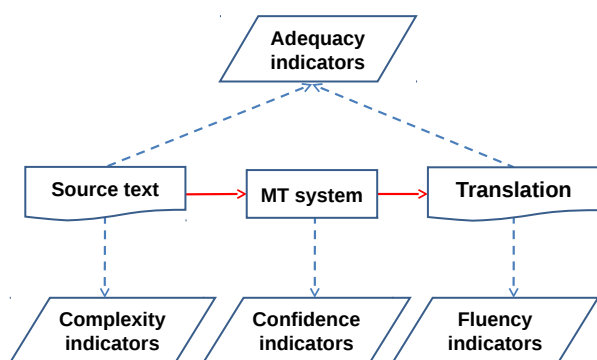 Adequacy
indicators
Source text
MT system
Translation
Complexity
indicators
Confidence
indicators
Fluency
indicators